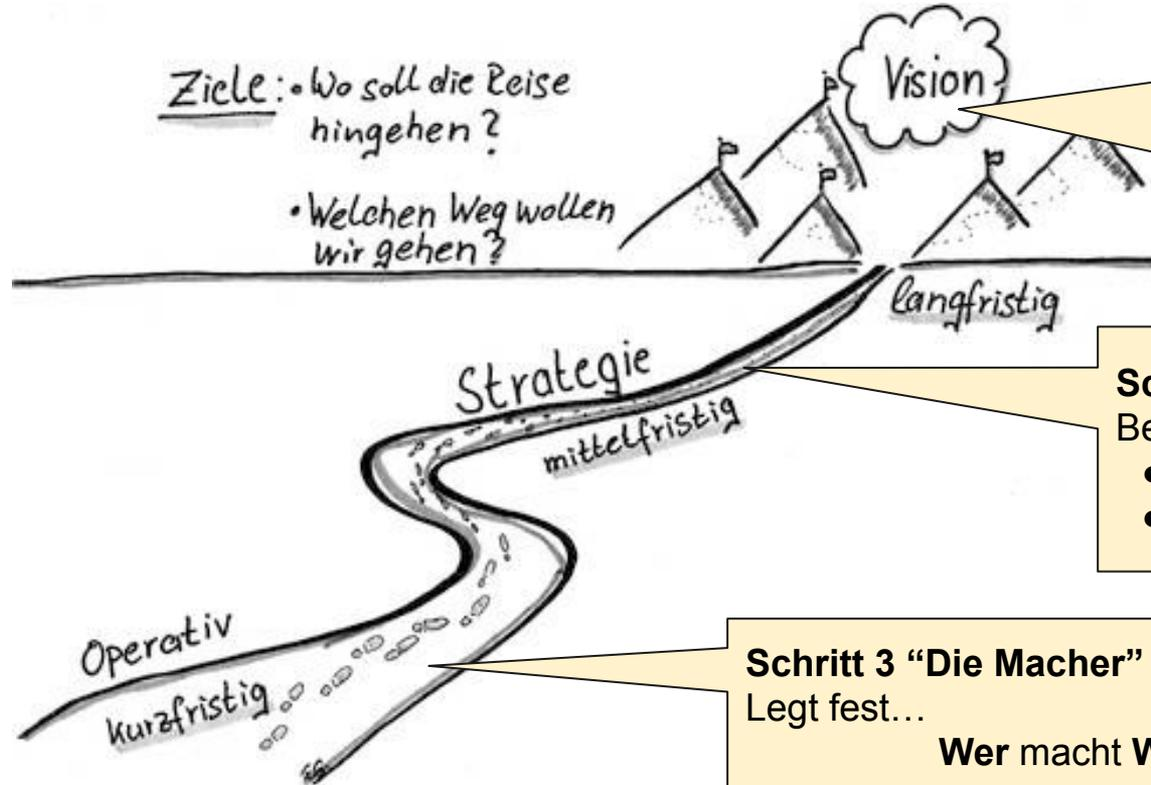 Ziele: • Wo soll die Reise
hingehen?
• Welchen Weg wollen
wir gehen?
Vision
langfristig
Strategie
mittelfristig
Operativ
kurzfristig
Schritt 3 “Die Macher”
Legt fest…
Wer macht